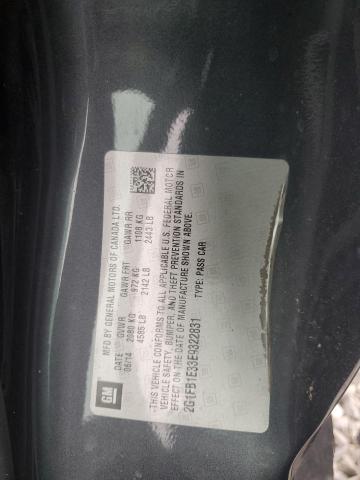 GM
MFD BY GENERAL MOTORS OF CANADA LTD.
DATE GVWR GAWR FRT GAWR RR
06/14 2080 KG 972 KG 1108 KG
4585 LB 2142 LB 2443 LB
THIS VEHICLE CONFORMS TO ALL APPLICABLE U.S. FEDERAL MOTOR
VEHICLE SAFETY, BUMPER, AND THEFT PREVENTION STANDARDS IN
EFFECT ON THE DATE OF MANUFACTURE SHOWN ABOVE.
2G1FB1E33E9322831 TYPE: PASS CAR